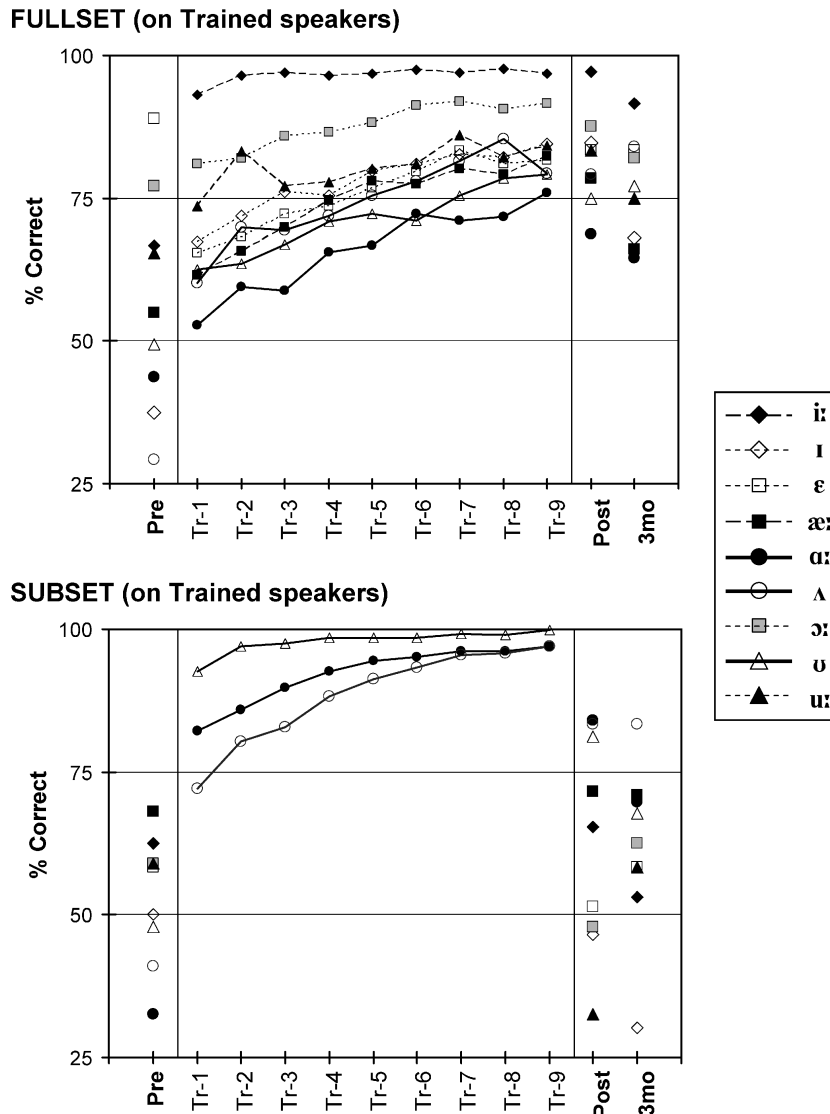 FULLSET (on Trained speakers)
% Correct
100
75
50
25
Pre
Tr-1
Tr-2
Tr-3
Tr-4
Tr-5
Tr-6
Tr-7
Tr-8
Tr-9
Post
3mo
iː
ɪ
ɛ
æː
ɑː
ʌ
ɔː
ʊ
uː
SUBSET (on Trained speakers)
% Correct
100
75
50
25
Pre
Tr-1
Tr-2
Tr-3
Tr-4
Tr-5
Tr-6
Tr-7
Tr-8
Tr-9
Post
3mo